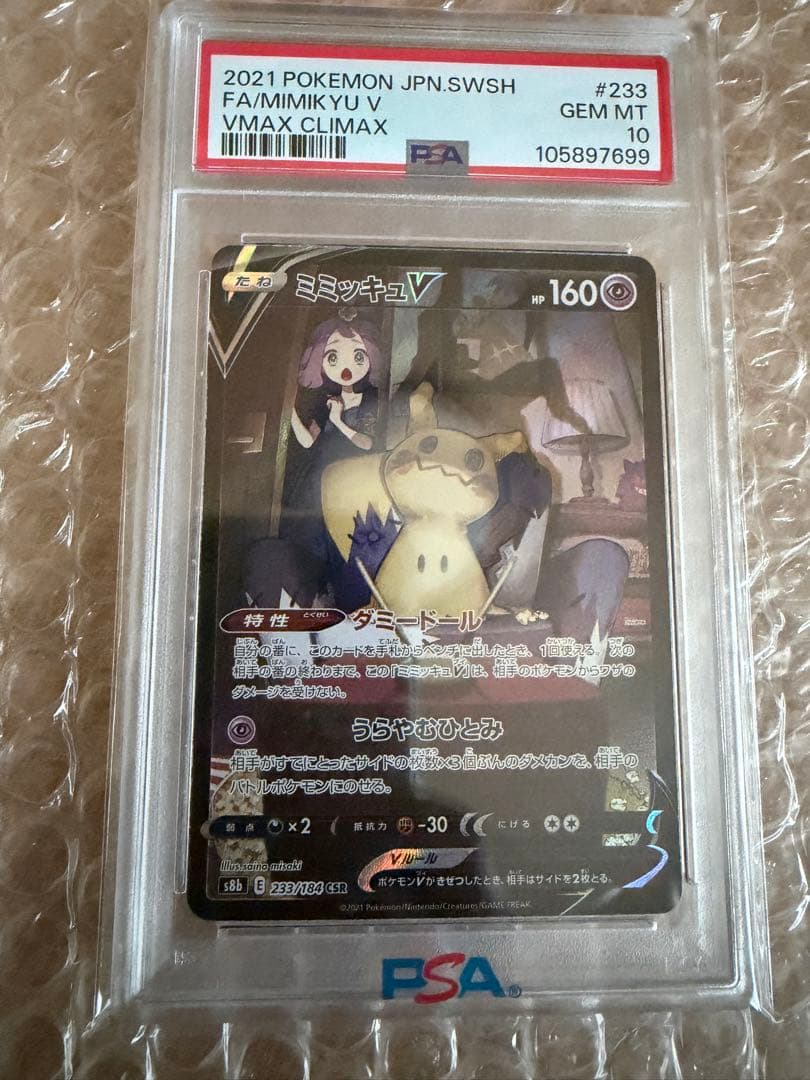 2021 POKEMON JPN.SWSH #233
FA/MIMIKYU V GEM MT
VMAX CLIMAX 10
PSA 105897699
たね ミミッキュV HP 160
特性 とくせい ダミードール
自分の番に、このカードを手札からベンチに出したとき、1回使える。次の
相手の番の終わりまで、この「ミミッキュV」は、相手のポケモンからワザの
ダメージを受けない。
うらやむひとみ
相手がすでにとったサイドの枚数×3個ぶんのダメカンを、相手の
バトルポケモンにのせる。
弱点 ×2 抵抗力 -30 にげる
Illus. saino misaki
Vルール
s8b E 233/184 CSR ポケモンVがきぜつしたとき、相手はサイドを2枚とる。
©2021 Pokémon/Nintendo/Creatures/GAME FREAK.
PSA®